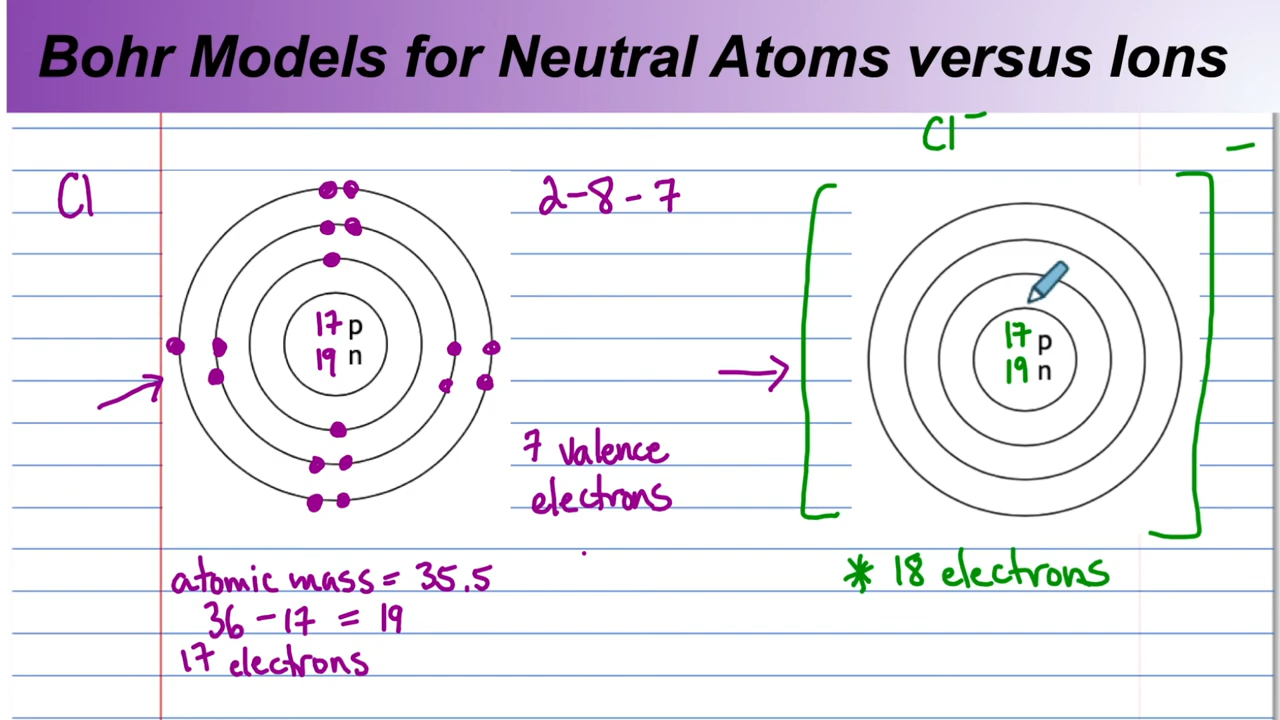 Bohr Models for Neutral Atoms versus Ions
Cl
2-8-7
17 p
19 n
7 valence
electrons
atomic mass = 35.5
36 - 17 = 19
17 electrons
Cl⁻
−
17 p
19 n
* 18 electrons